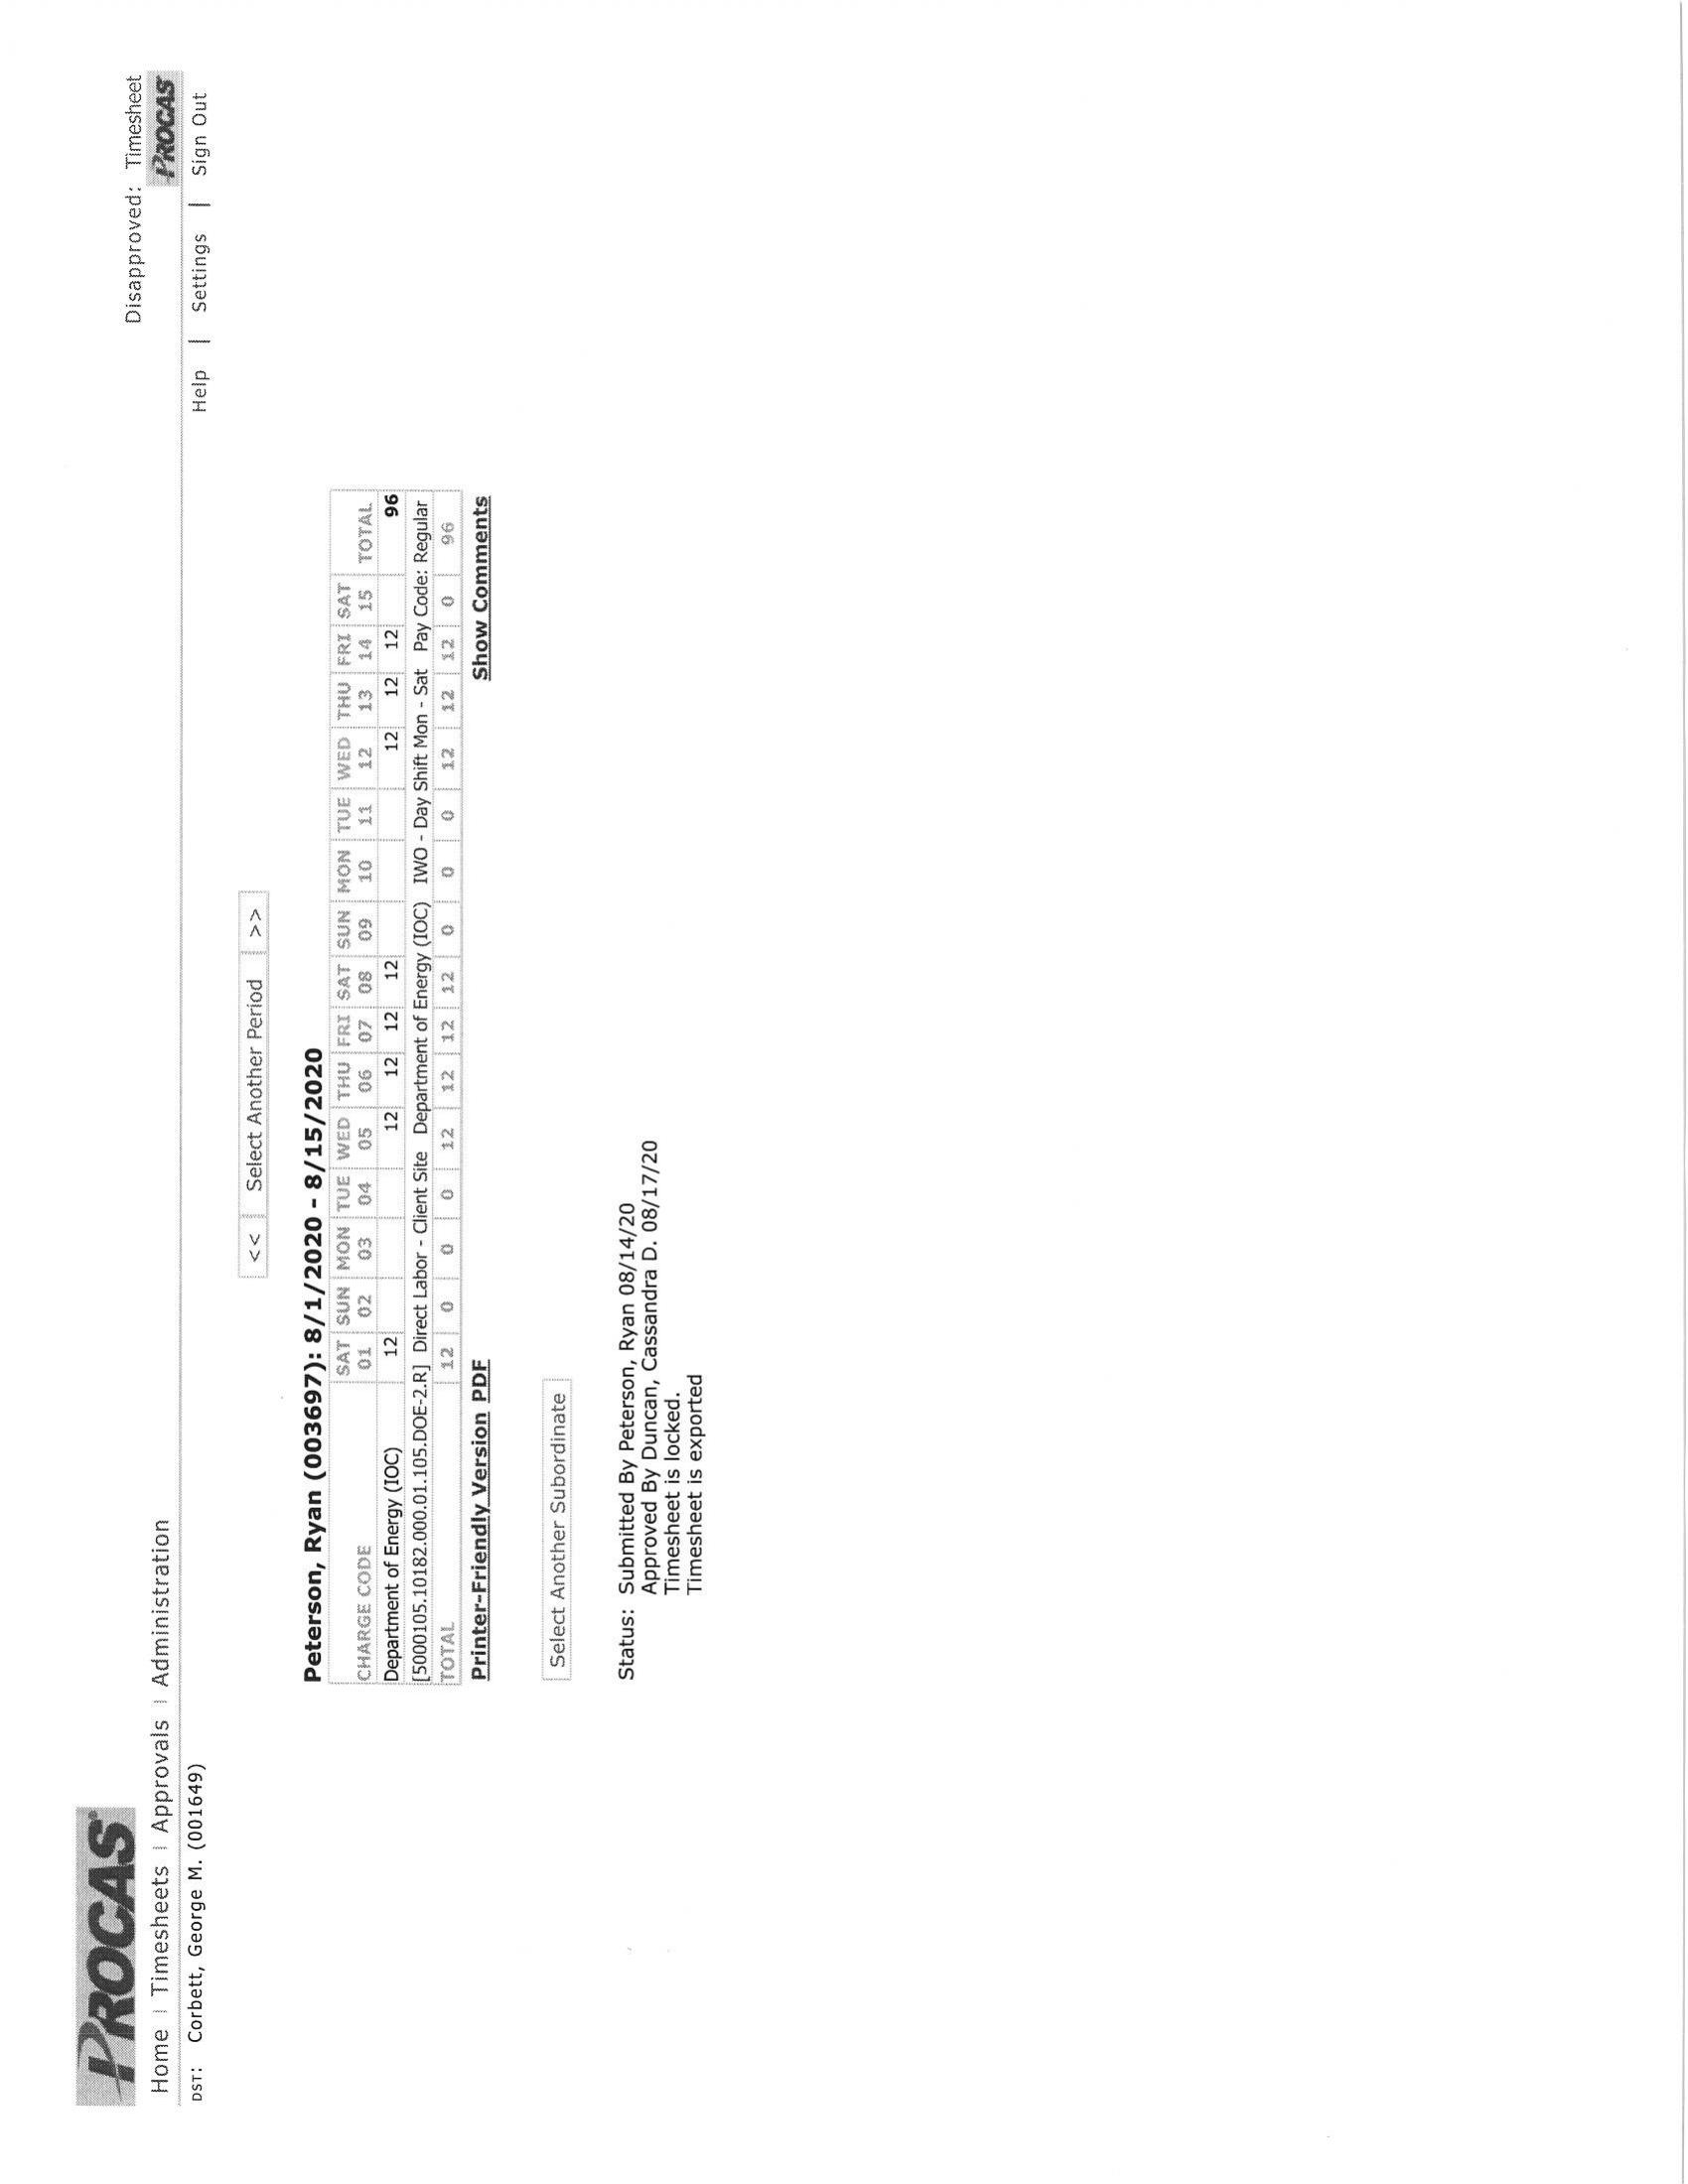 PROCAS®
Disapproved: Timesheet
PROCAS
Home | Timesheets | Approvals | Administration
DST: Corbett, George M. (001649)
Help | Settings | Sign Out
<< | Select Another Period | >>
Peterson, Ryan (003697): 8/1/2020 - 8/15/2020
SAT SUN MON TUE WED THU FRI SAT SUN MON TUE WED THU FRI SAT
CHARGE CODE 01 02 03 04 05 06 07 08 09 10 11 12 13 14 15 TOTAL
Department of Energy (IOC) 12 12 12 12 12 12 12 12 96
[5000105.10182.000.01.105.DOE-2.R] Direct Labor - Client Site Department of Energy (IOC) IWO - Day Shift Mon - Sat Pay Code: Regular
TOTAL 12 0 0 0 12 12 12 12 0 0 0 12 12 12 0 96
Printer-Friendly Version PDF Show Comments
Select Another Subordinate
Status: Submitted By Peterson, Ryan 08/14/20
Approved By Duncan, Cassandra D. 08/17/20
Timesheet is locked.
Timesheet is exported